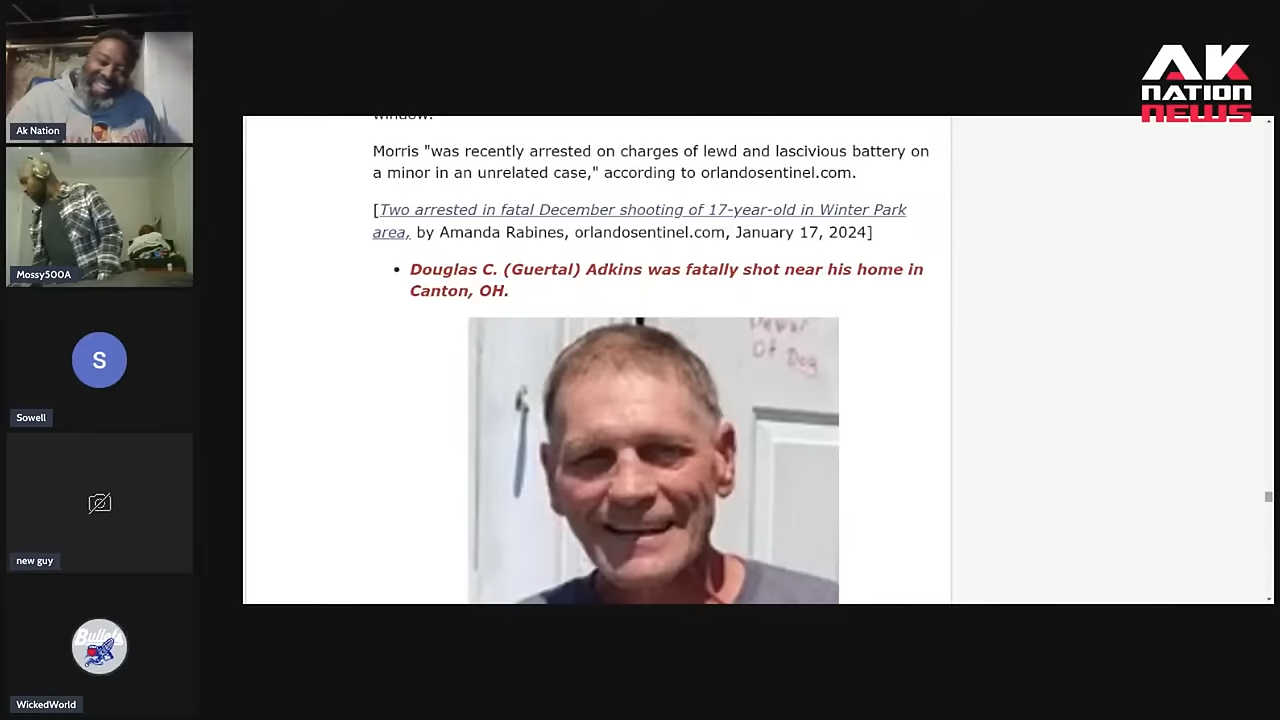 Ak Nation
Mossy500A
S
Sowell
new guy
Bullets
WickedWorld
AK
NATION
NEWS
window.
Morris "was recently arrested on charges of lewd and lascivious battery on
a minor in an unrelated case," according to orlandosentinel.com.
[Two arrested in fatal December shooting of 17-year-old in Winter Park
area, by Amanda Rabines, orlandosentinel.com, January 17, 2024]
• Douglas C. (Guertal) Adkins was fatally shot near his home in
Canton, OH.
Of Dog